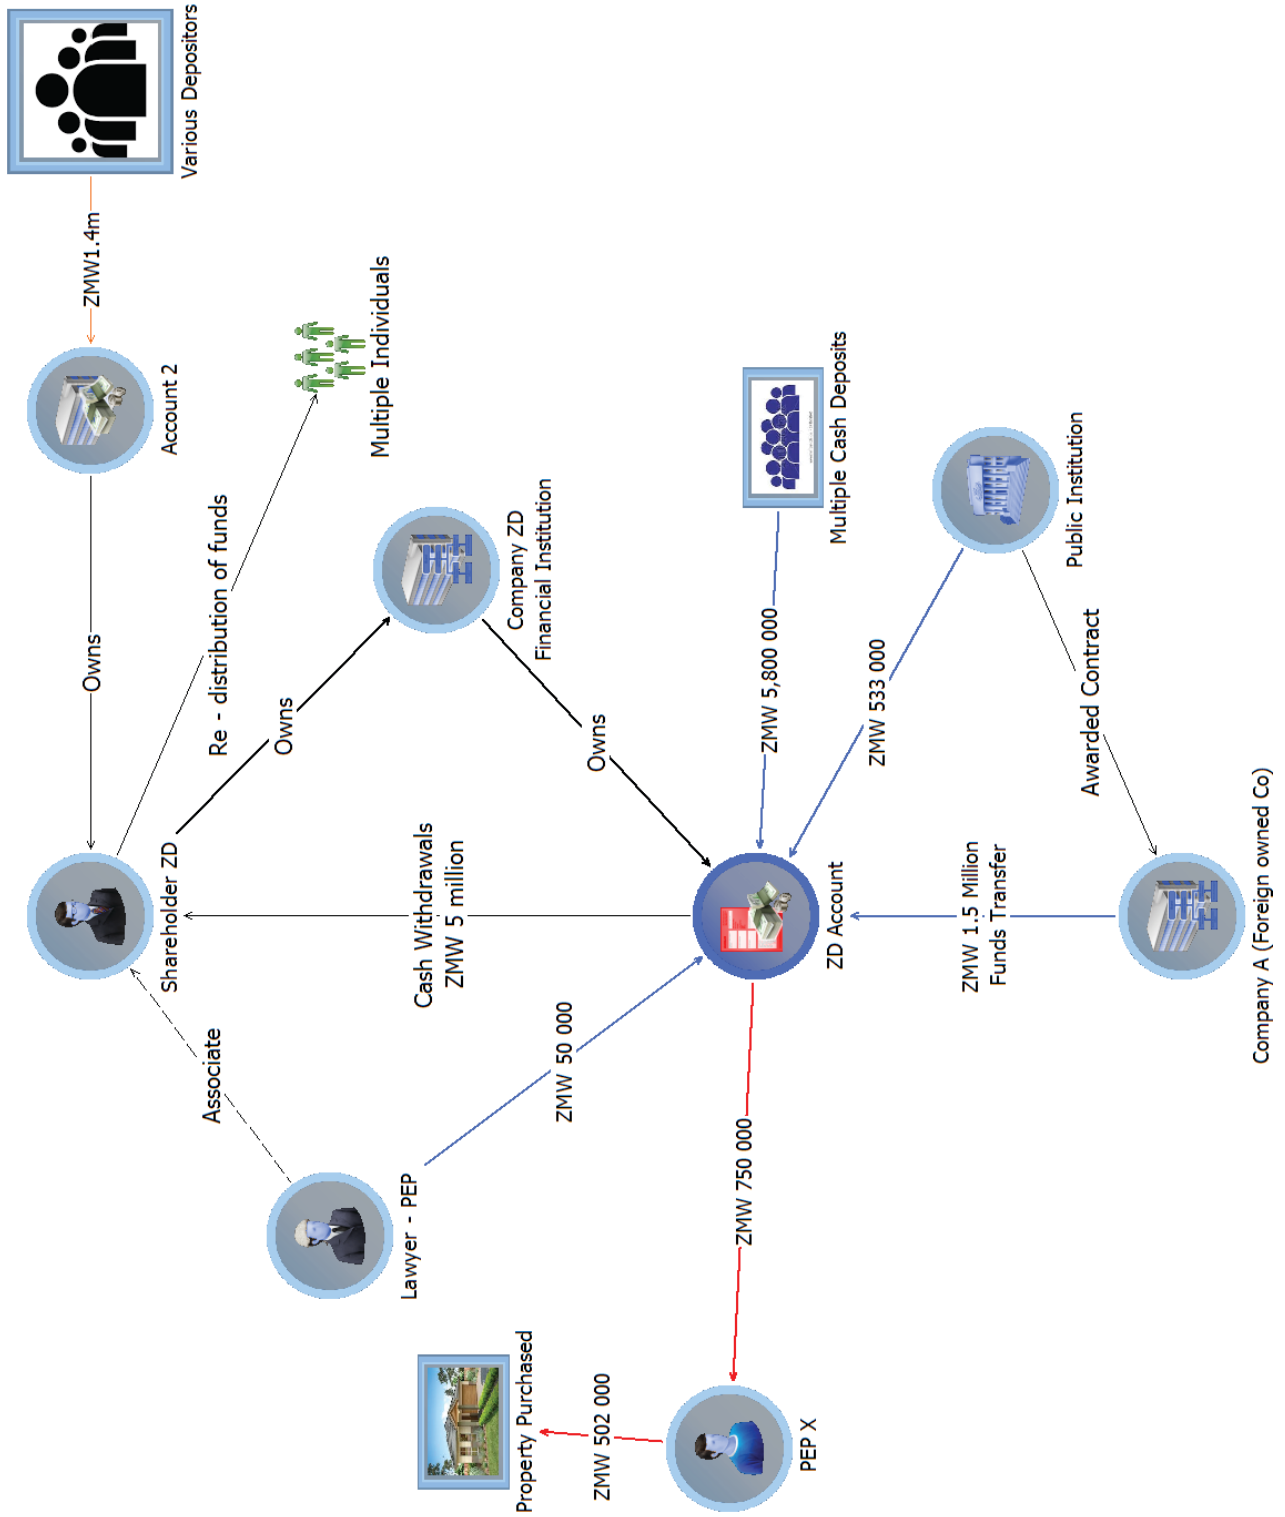 Owns
ZMW1.4m
Shareholder ZD
Account 2
Various Depositors
Associate
Re - distribution of funds
Owns
Multiple Individuals
Lawyer - PEP
Cash Withdrawals
ZMW 5 million
Company ZD
Financial Institution
Property Purchased
ZMW 50 000
Owns
ZMW 502 000
ZMW 750 000
ZMW 5,800 000
PEP X
ZD Account
Multiple Cash Deposits
ZMW 533 000
ZMW 1.5 Million
Funds Transfer
Public Institution
Awarded Contract
Company A (Foreign owned Co)